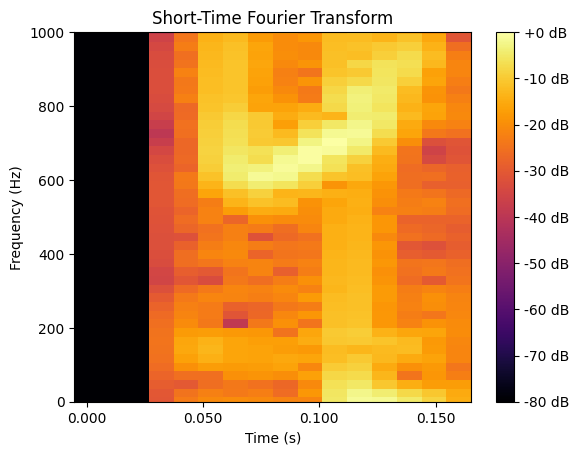 Short-Time Fourier Transform
1000
800
600
400
200
0
Frequency (Hz)
0.000
0.050
0.100
0.150
Time (s)
+0 dB
-10 dB
-20 dB
-30 dB
-40 dB
-50 dB
-60 dB
-70 dB
-80 dB